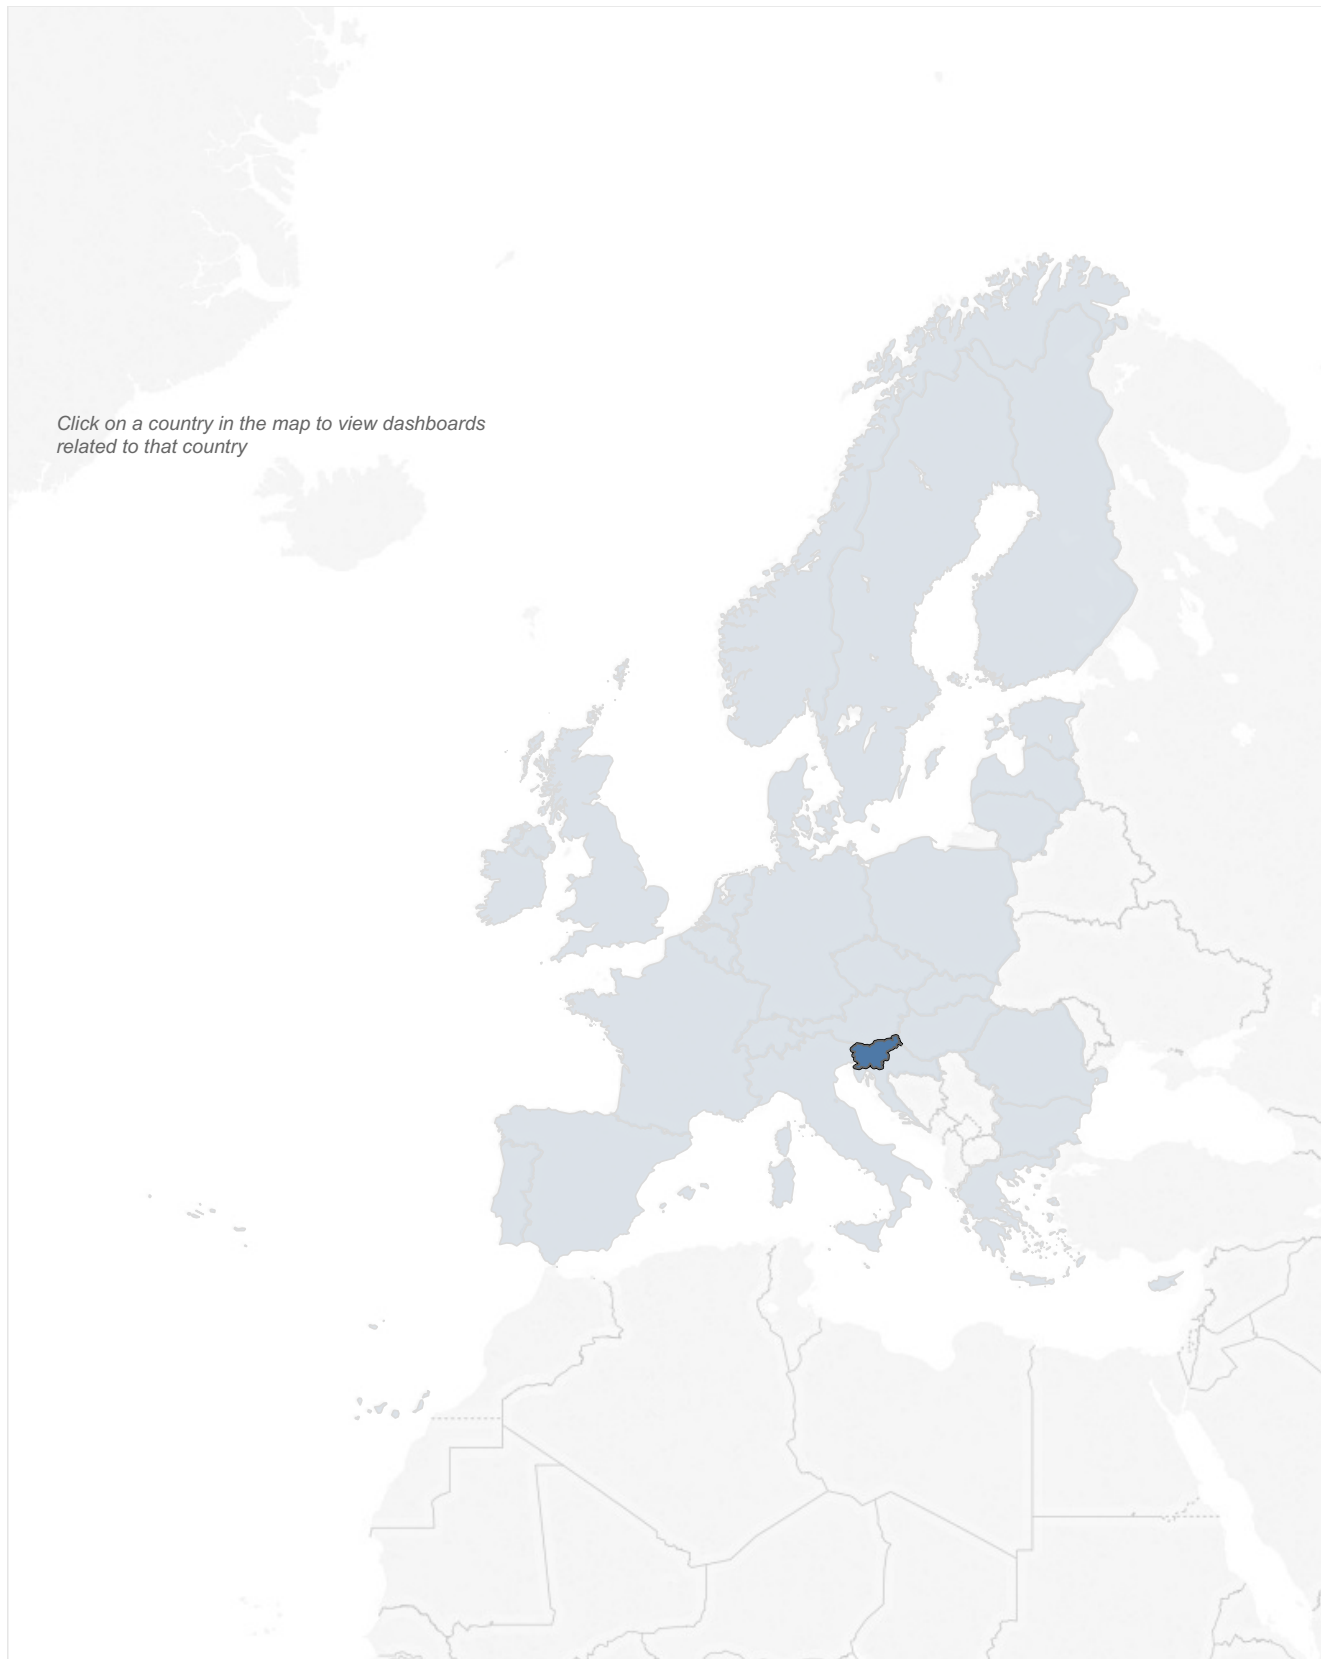 Click on a country in the map to view dashboards
related to that country